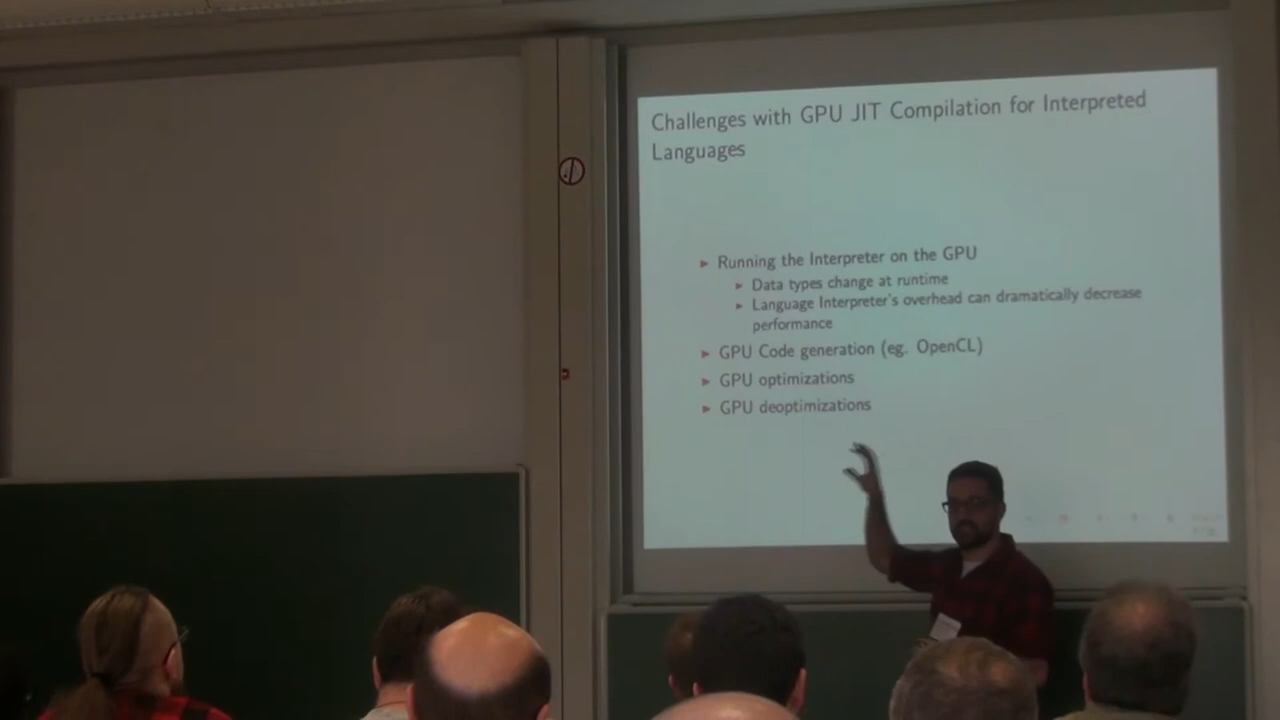 Challenges with GPU JIT Compilation for Interpreted
Languages
Running the Interpreter on the GPU
Data types change at runtime
Language Interpreter's overhead can dramatically decrease
performance
GPU Code generation (eg. OpenCL)
GPU optimizations
GPU deoptimizations